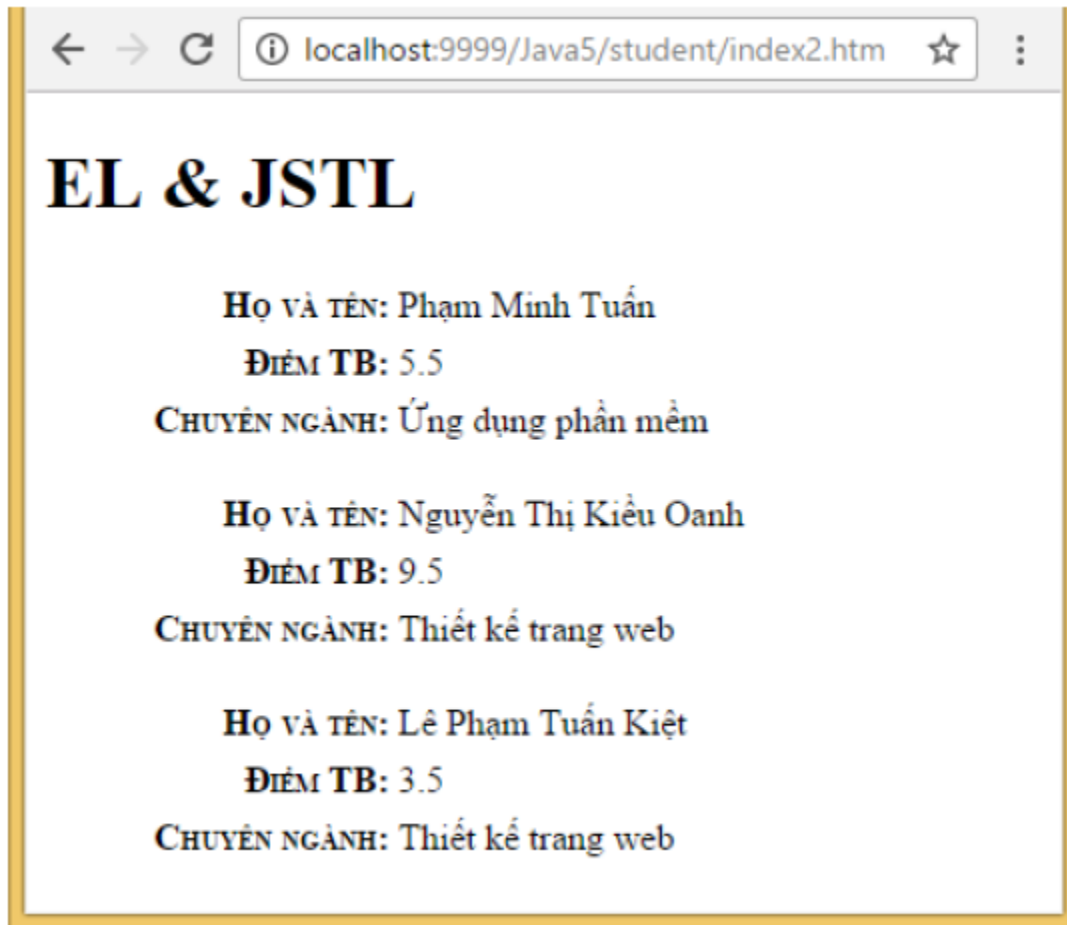 localhost:9999/Java5/student/index2.htm
EL & JSTL
Họ và tên: Phạm Minh Tuấn
Điểm TB: 5.5
Chuyên ngành: Ứng dụng phần mềm
Họ và tên: Nguyễn Thị Kiều Oanh
Điểm TB: 9.5
Chuyên ngành: Thiết kế trang web
Họ và tên: Lê Phạm Tuấn Kiệt
Điểm TB: 3.5
Chuyên ngành: Thiết kế trang web